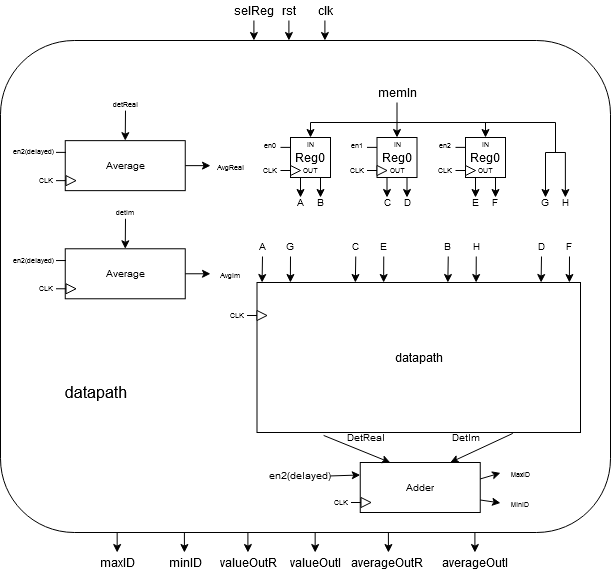 selReg rst clk
memIn
detReal
en2(delayed)
Average
CLK
AvgReal
en0
IN
Reg0
CLK
OUT
A B
en1
IN
Reg0
CLK
OUT
C D
en2
IN
Reg0
CLK
OUT
E F
G H
detIm
en2(delayed)
Average
CLK
AvgIm
A G C E B H D F
CLK
datapath
datapath
DetReal DetIm
en2(delayed)
Adder
CLK
MaxID
MinID
maxID minID valueOutR valueOutI averageOutR averageOutI